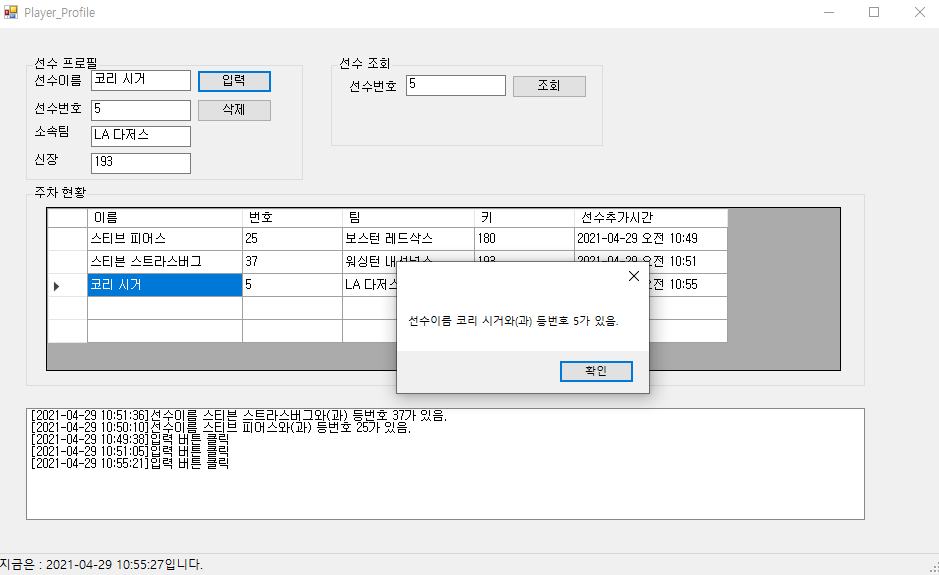 Player_Profile
선수 프로필
선수이름 코리 시거 입력
선수번호 5 삭제
소속팀 LA 다저스
신장 193
선수 조회
선수번호 5 조회
주차 현황
이름 번호 팀 키 선수추가시간
스티브 피어스 25 보스턴 레드삭스 180 2021-04-29 오전 10:49
스티븐 스트라스버그 37 워싱턴 내셔널스 193 2021-04-29 오전 10:51
코리 시거 5 LA 다저스 오전 10:55
선수이름 코리 시거와(과) 등번호 5가 있음.
확인
[2021-04-29 10:51:36]선수이름 스티븐 스트라스버그와(과) 등번호 37가 있음.
[2021-04-29 10:50:10]선수이름 스티브 피어스와(과) 등번호 25가 있음.
[2021-04-29 10:49:38]입력 버튼 클릭
[2021-04-29 10:51:05]입력 버튼 클릭
[2021-04-29 10:55:21]입력 버튼 클릭
지금은 : 2021-04-29 10:55:27입니다.